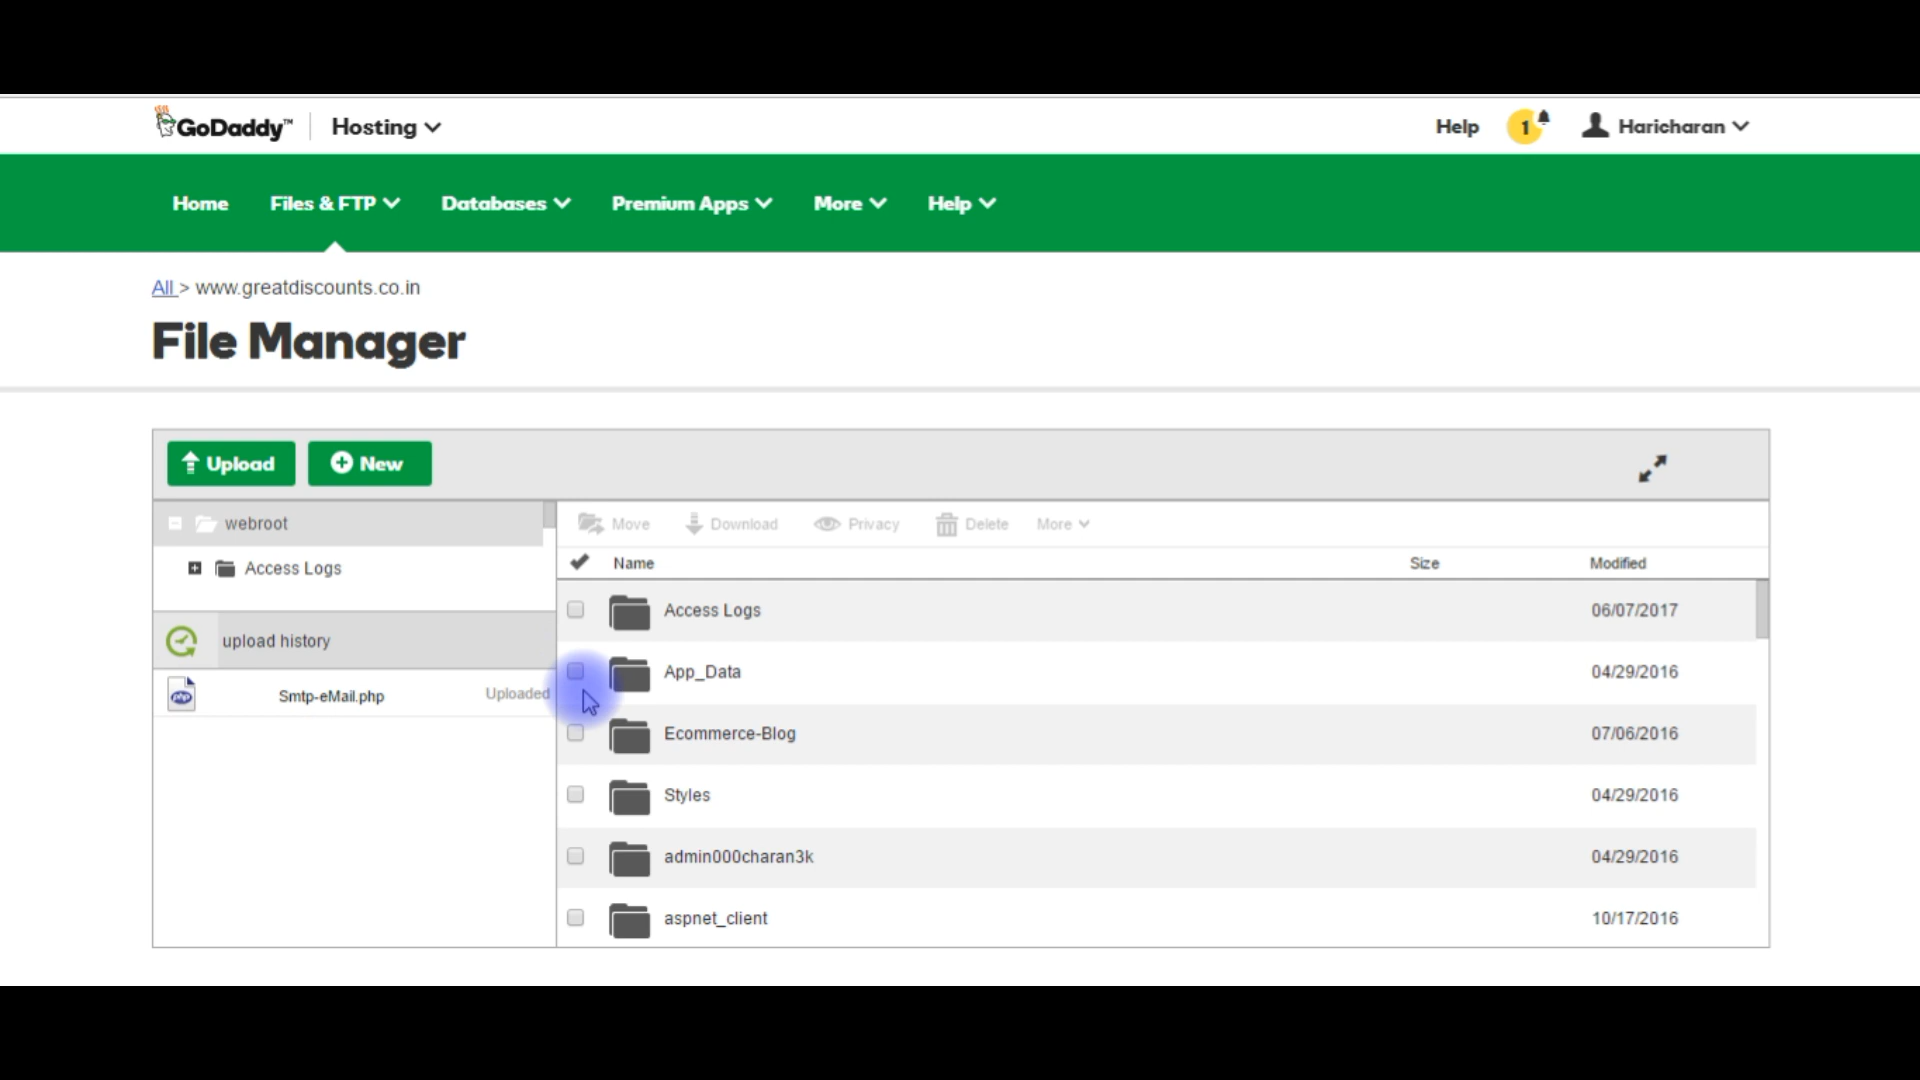 GoDaddy™ Hosting Help 1 Haricharan
Home Files & FTP Databases Premium Apps More Help
All > www.greatdiscounts.co.in
File Manager
Upload New
webroot Move Download Privacy Delete More
Access Logs
Name Size Modified
Access Logs 06/07/2017
upload history
App_Data 04/29/2016
php Smtp-eMail.php Uploaded
Ecommerce-Blog 07/06/2016
Styles 04/29/2016
admin000charan3k 04/29/2016
aspnet_client 10/17/2016